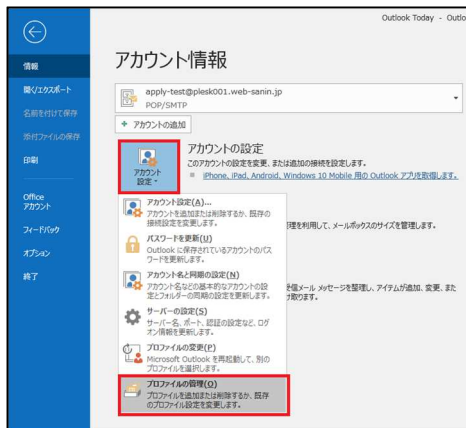 Outlook Today - Outlo
情報
開く/エクスポート
名前を付けて保存
添付ファイルの保存
印刷
Office
アカウント
フィードバック
オプション
終了
アカウント情報
apply-test@plesk001.web-sanin.jp
POP/SMTP
+ アカウントの追加
アカウント
設定
アカウントの設定
このアカウントの設定を変更、または追加の接続を設定します。
iPhone, iPad, Android, Windows 10 Mobile 用の Outlook アプリを取得します。
アカウント設定(A)...
アカウントを追加または削除するか、既存の
接続設定を変更します。
パスワードを更新(U)
Outlook に保存されているアカウントのパス
ワードを更新します。
アカウント名と同期の設定(N)
アカウント名などの基本的なアカウントの設
定とフォルダーの同期の設定を更新します。
サーバーの設定(S)
サーバー名、ポート、認証の設定など、ログ
オン情報を更新します。
プロファイルの変更(P)
Microsoft Outlook を再起動して、別の
プロファイルを選択します。
プロファイルの管理(O)
プロファイルを追加または削除するか、既存
のプロファイル設定を変更します。
理を利用して、メールボックスのサイズを管理します。
受信メール メッセージを整理し、アイテムが追加、変更、また
け取ります。